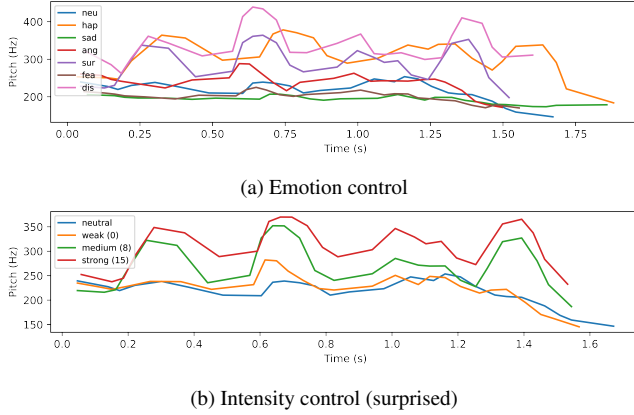 neu
hap
sad
ang
sur
fea
dis
400
300
200
Pitch (Hz)
0.00 0.25 0.50 0.75 1.00 1.25 1.50 1.75
Time (s)
(a) Emotion control
neutral
weak (0)
medium (8)
strong (15)
350
300
250
200
150
Pitch (Hz)
0.0 0.2 0.4 0.6 0.8 1.0 1.2 1.4 1.6
Time (s)
(b) Intensity control (surprised)